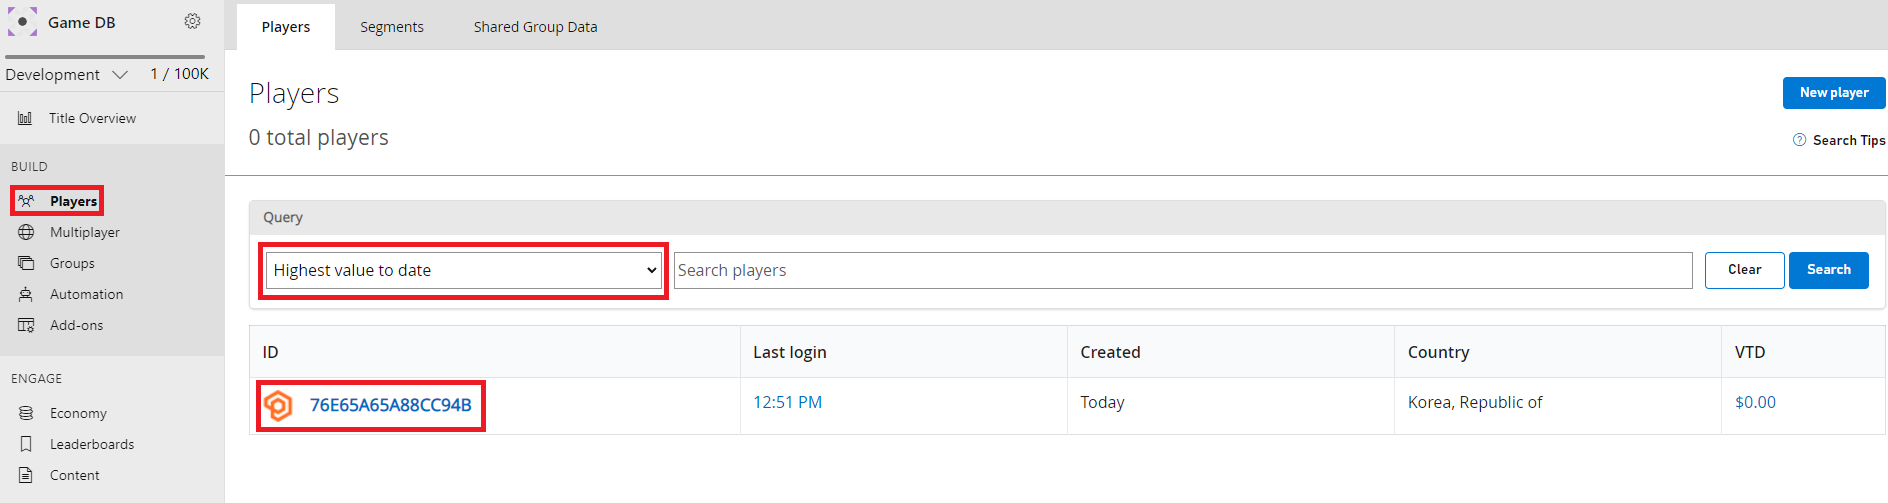 Game DB
Development 1 / 100K
Title Overview
BUILD
Players
Multiplayer
Groups
Automation
Add-ons
ENGAGE
Economy
Leaderboards
Content
Players Segments Shared Group Data
Players
New player
0 total players
Search Tips
Query
Highest value to date Search players Clear Search
ID Last login Created Country VTD
76E65A65A88CC94B 12:51 PM Today Korea, Republic of $0.00